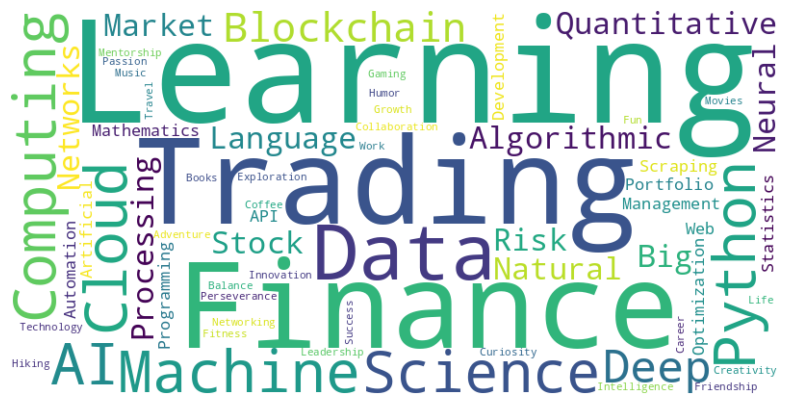 Learning
Market
Blockchain
Quantitative
Computing
Networks
Mentorship
Passion
Music
Travel
Gaming
Humor
Growth
Collaboration
Development
Fun
Movies
Neural
Mathematics
Language
Work
Algorithmic
Trading
Cloud
Processing
Books
Exploration
Scraping
Portfolio
Management
Python
Statistics
Artificial
Automation
Coffee
API
Adventure
Stock
Data
Risk
Natural
Big
Web
Optimization
Programming
Innovation
Finance
Balance
Perseverance
Networking
Fitness
Success
Life
Career
Technology
Hiking
AI
Machine
Leadership
Science
Curiosity
Deep
Intelligence
Creativity
Friendship